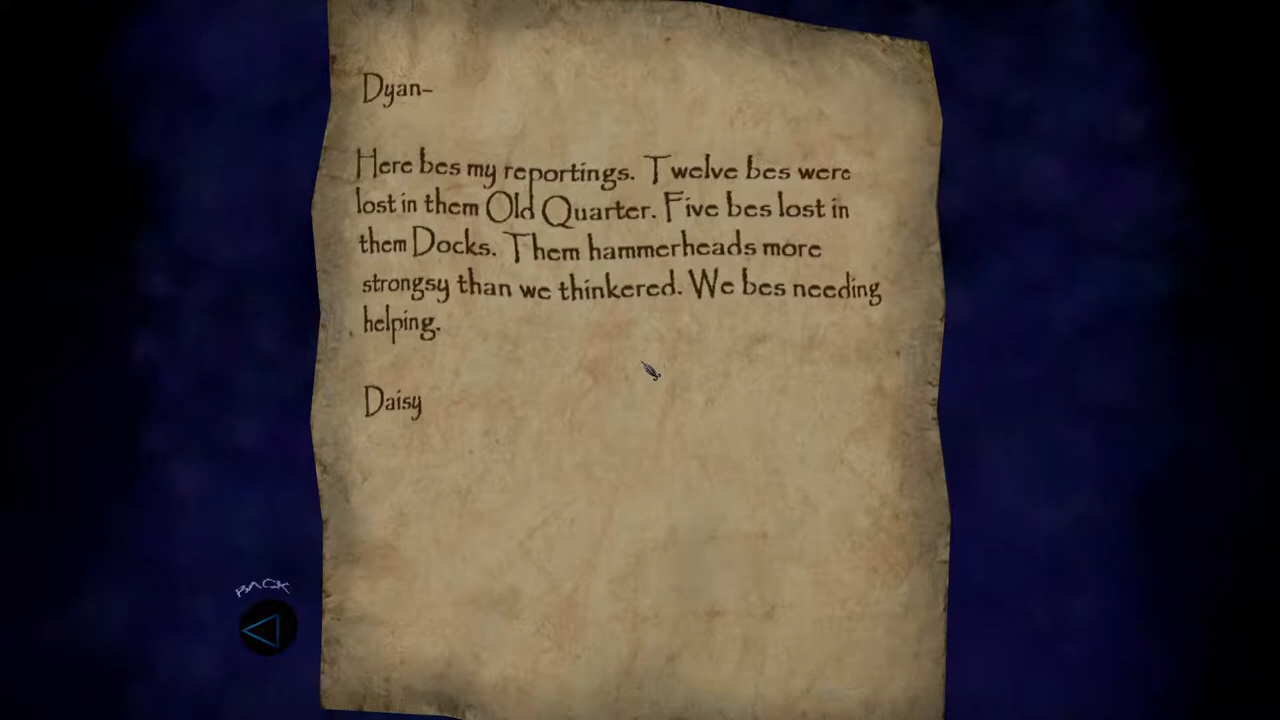 Dyan-
Here bes my reportings. Twelve bes were
lost in them Old Quarter. Five bes lost in
them Docks. Them hammerheads more
strongsy than we thinkered. We bes needing
helping.
Daisy
BACK